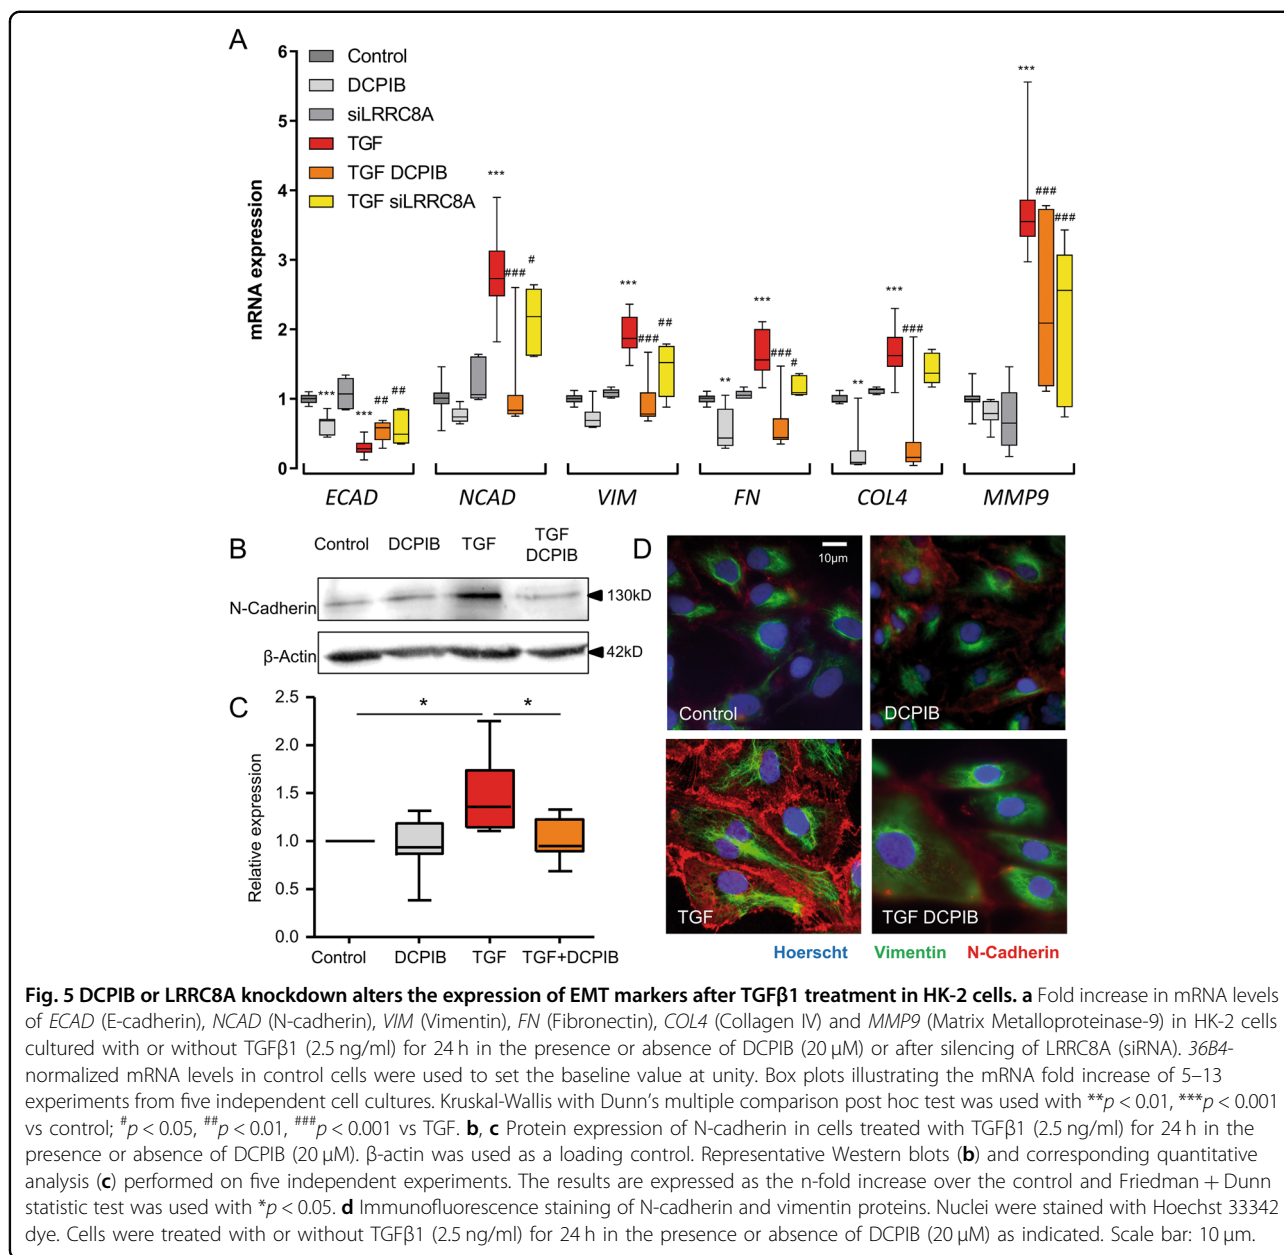 A
6
5
4
3
2
1
0
mRNA expression
Control
DCPIB
siLRRC8A
TGF
TGF DCPIB
TGF siLRRC8A
*** *** ## ##
*** ### #
*** ### ##
** *** ### #
** *** ###
*** ### ###
ECAD NCAD VIM FN COL4 MMP9
B
Control DCPIB TGF TGF DCPIB
N-Cadherin 130kD
β-Actin 42kD
C
2.5
2.0
1.5
1.0
0.5
0.0
Relative expression
* *
Control DCPIB TGF TGF+DCPIB
D
10μm
Control DCPIB
TGF TGF DCPIB
Hoerscht Vimentin N-Cadherin
Fig. 5 DCPIB or LRRC8A knockdown alters the expression of EMT markers after TGFβ1 treatment in HK-2 cells. a Fold increase in mRNA levels
of ECAD (E-cadherin), NCAD (N-cadherin), VIM (Vimentin), FN (Fibronectin), COL4 (Collagen IV) and MMP9 (Matrix Metalloproteinase-9) in HK-2 cells
cultured with or without TGFβ1 (2.5 ng/ml) for 24 h in the presence or absence of DCPIB (20 μM) or after silencing of LRRC8A (siRNA). 36B4-
normalized mRNA levels in control cells were used to set the baseline value at unity. Box plots illustrating the mRNA fold increase of 5–13
experiments from five independent cell cultures. Kruskal-Wallis with Dunn's multiple comparison post hoc test was used with **p < 0.01, ***p < 0.001
vs control; #p < 0.05, ##p < 0.01, ###p < 0.001 vs TGF. b, c Protein expression of N-cadherin in cells treated with TGFβ1 (2.5 ng/ml) for 24 h in the
presence or absence of DCPIB (20 μM). β-actin was used as a loading control. Representative Western blots (b) and corresponding quantitative
analysis (c) performed on five independent experiments. The results are expressed as the n-fold increase over the control and Friedman + Dunn
statistic test was used with *p < 0.05. d Immunofluorescence staining of N-cadherin and vimentin proteins. Nuclei were stained with Hoechst 33342
dye. Cells were treated with or without TGFβ1 (2.5 ng/ml) for 24 h in the presence or absence of DCPIB (20 μM) as indicated. Scale bar: 10 μm.